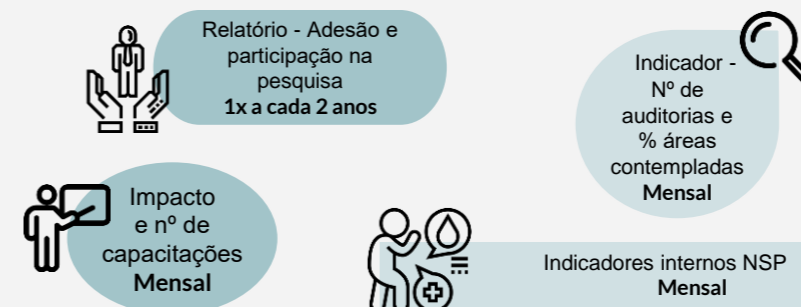 Relatório - Adesão e
participação na
pesquisa
1x a cada 2 anos
Indicador -
Nº de
auditorias e
% áreas
contempladas
Mensal
Impacto
e nº de
capacitações
Mensal
Indicadores internos NSP
Mensal